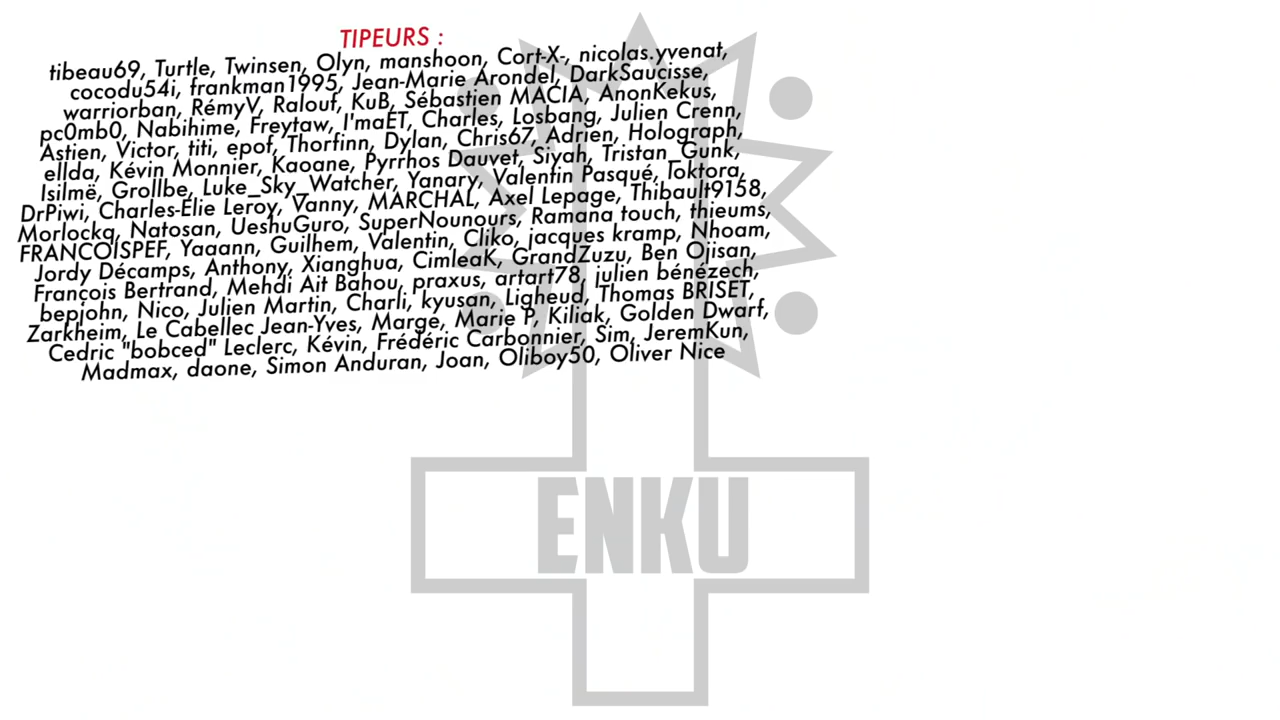 TIPEURS :
tibeau69, Turtle, Twinsen, Olyn, manshoon, Cort-X-, nicolas.yvenat,
cocodu54i, frankman1995, Jean-Marie Arondel, DarkSaucisse,
warriorban, RémyV, Ralouf, KuB, Sébastien MACIA, AnonKekus,
pc0mb0, Nabihime, Freytaw, I'maET, Charles, Losbang, Julien Crenn,
Astien, Victor, titi, epof, Thorfinn, Dylan, Chris67, Adrien, Holograph,
ellda, Kévin Monnier, Kaoane, Pyrrhos Dauvet, Siyah, Tristan_Gunk,
Isilmë, Grollbe, Luke_Sky_Watcher, Yanary, Valentin Pasqué, Toktora,
DrPiwi, Charles-Elie Leroy, Vanny, MARCHAL, Axel Lepage, Thibault9158,
Morlockq, Natosan, UeshuGuro, SuperNounours, Ramana touch, thieums,
FRANCOISPEF, Yaaann, Guilhem, Valentin, Cliko, jacques kramp, Nhoam,
Jordy Décamps, Anthony, Xianghua, CimleaK, GrandZuzu, Ben Ojisan,
François Bertrand, Mehdi Ait Bahou, praxus, artart78, julien bénézech,
bepjohn, Nico, Julien Martin, Charli, kyusan, Ligheud, Thomas BRISET,
Zarkheim, Le Cabellec Jean-Yves, Marge, Marie P, Kiliak, Golden Dwarf,
Cedric "bobced" Leclerc, Kévin, Frédéric Carbonnier, Sim, JeremKun,
Madmax, daone, Simon Anduran, Joan, Oliboy50, Oliver Nice
ENKU